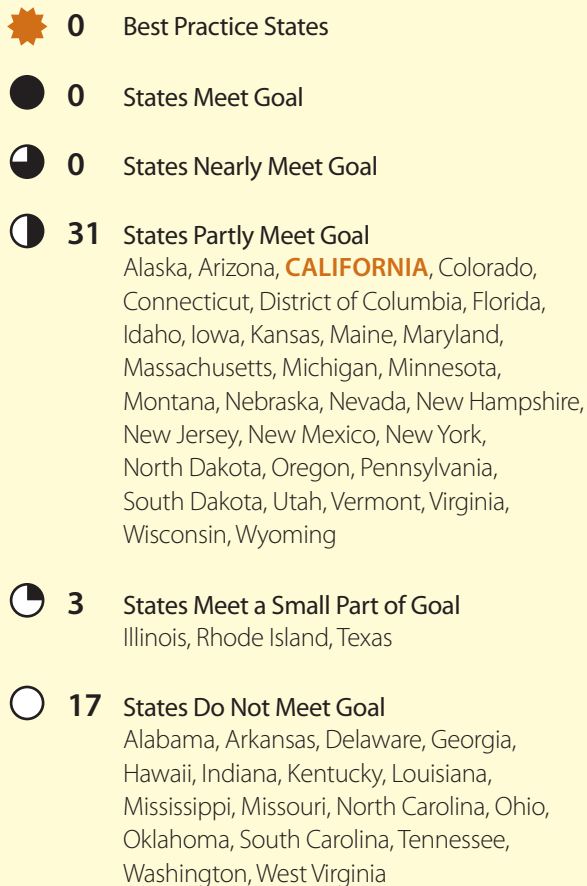 0 Best Practice States
0 States Meet Goal
0 States Nearly Meet Goal
31 States Partly Meet Goal
Alaska, Arizona, CALIFORNIA, Colorado,
Connecticut, District of Columbia, Florida,
Idaho, Iowa, Kansas, Maine, Maryland,
Massachusetts, Michigan, Minnesota,
Montana, Nebraska, Nevada, New Hampshire,
New Jersey, New Mexico, New York,
North Dakota, Oregon, Pennsylvania,
South Dakota, Utah, Vermont, Virginia,
Wisconsin, Wyoming
3 States Meet a Small Part of Goal
Illinois, Rhode Island, Texas
17 States Do Not Meet Goal
Alabama, Arkansas, Delaware, Georgia,
Hawaii, Indiana, Kentucky, Louisiana,
Mississippi, Missouri, North Carolina, Ohio,
Oklahoma, South Carolina, Tennessee,
Washington, West Virginia